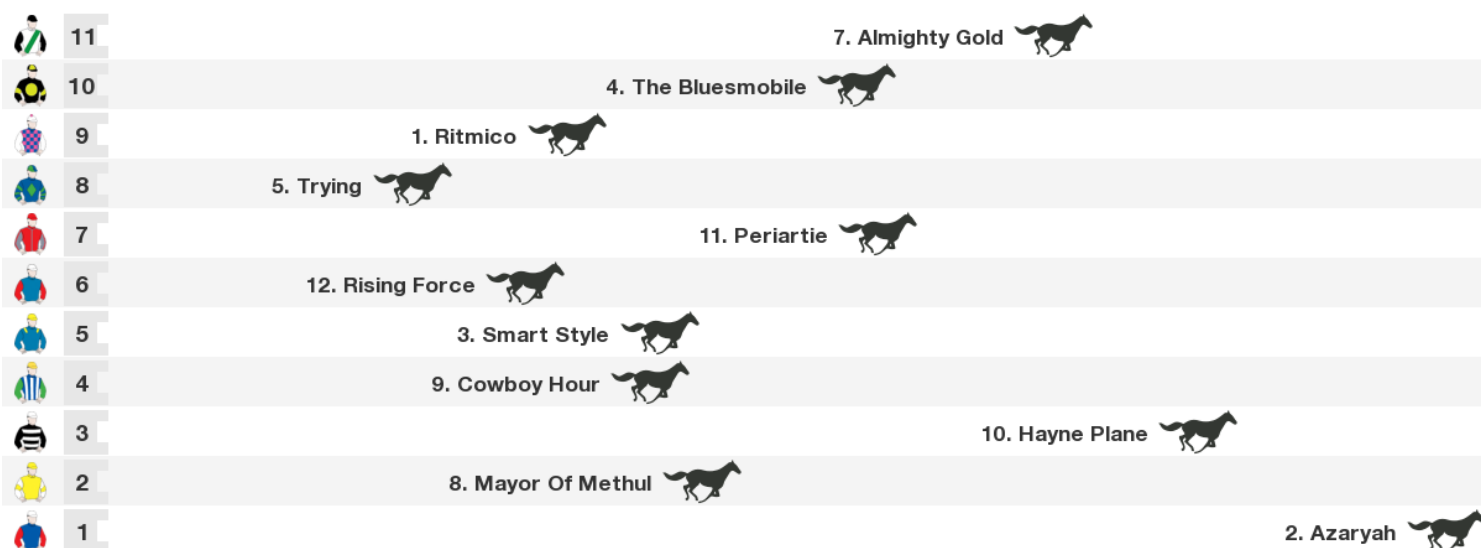 11 7. Almighty Gold
10 4. The Bluesmobile
9 1. Ritmico
8 5. Trying
7 11. Periartie
6 12. Rising Force
5 3. Smart Style
4 9. Cowboy Hour
3 10. Hayne Plane
2 8. Mayor Of Methul
1 2. Azaryah